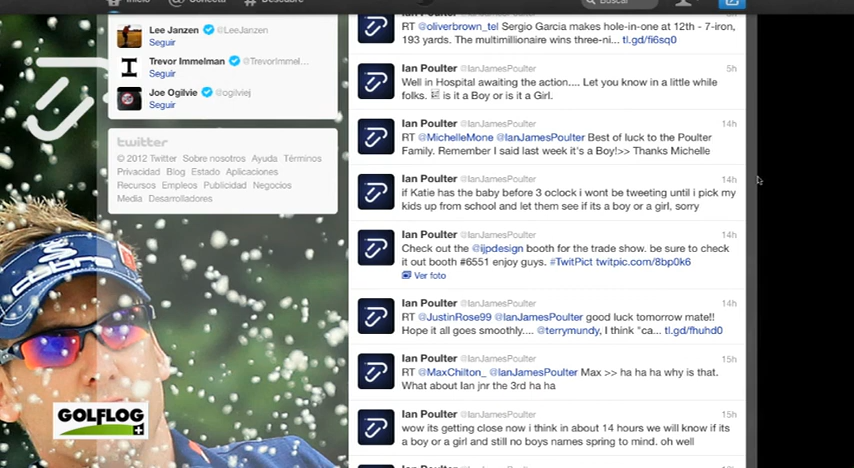 Inicio
Conecta
Descubre
Buscar
Lee Janzen @LeeJanzen
Seguir
Trevor Immelman @TrevorImmel...
Seguir
Joe Ogilvie @ogilviej
Seguir
twitter
© 2012 Twitter Sobre nosotros Ayuda Términos
Privacidad Blog Estado Aplicaciones
Recursos Empleos Publicidad Negocios
Media Desarrolladores
Ian Poulter @IanJamesPoulter
RT @oliverbrown_tel Sergio Garcia makes hole-in-one at 12th - 7-iron,
193 yards. The multimillionaire wins three-ni... tl.gd/fi6sq0
Ian Poulter @IanJamesPoulter 5h
Well in Hospital awaiting the action.... Let you know in a little while
folks. is it a Boy or is it a Girl.
Ian Poulter @IanJamesPoulter 14h
RT @MichelleMone @IanJamesPoulter Best of luck to the Poulter
Family. Remember I said last week it's a Boy!>> Thanks Michelle
Ian Poulter @IanJamesPoulter 14h
if Katie has the baby before 3 oclock i wont be tweeting until i pick my
kids up from school and let them see if its a boy or a girl, sorry
Ian Poulter @IanJamesPoulter 14h
Check out the @ijpdesign booth for the trade show. be sure to check
it out booth #6551 enjoy guys. #TwitPict twitpic.com/8bp0k6
Ver foto
Ian Poulter @IanJamesPoulter 14h
RT @JustinRose99 @IanJamesPoulter good luck tomorrow mate!!
Hope it all goes smoothly.... @terrymundy, I think "ca... tl.gd/fhuhd0
Ian Poulter @IanJamesPoulter 15h
RT @MaxChilton_ @IanJamesPoulter Max >> ha ha ha why is that.
What about Ian jnr the 3rd ha ha
Ian Poulter @IanJamesPoulter 15h
wow its getting close now i think in about 14 hours we will know if its
a boy or a girl and still no boys names spring to mind. oh well
Ian Poulter @IanJamesPoulter
cobra
GOLFLOG